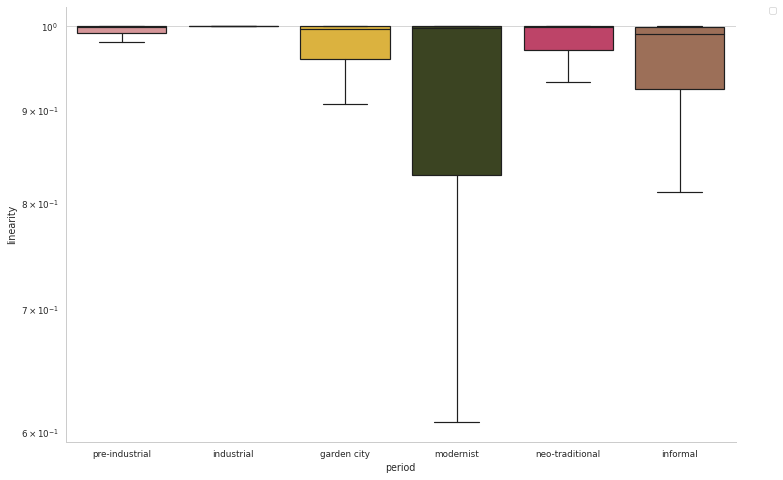 10⁰
9 × 10⁻¹
8 × 10⁻¹
7 × 10⁻¹
6 × 10⁻¹
linearity
pre-industrial industrial garden city modernist neo-traditional informal
period